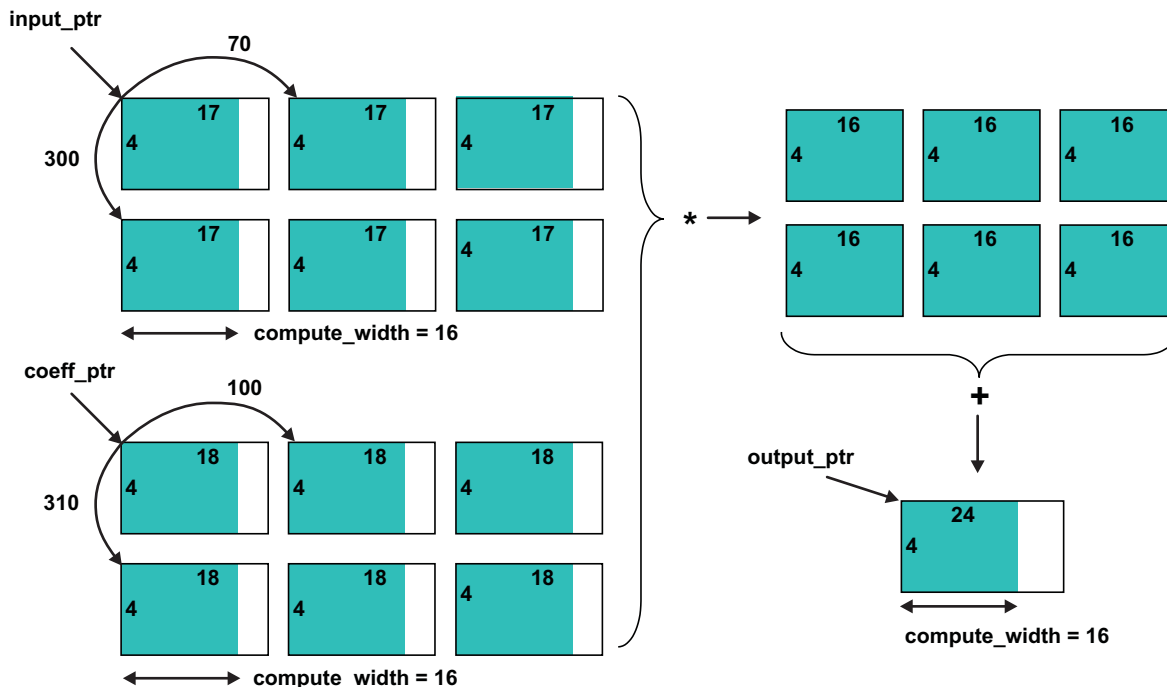 input_ptr
70
17 17 17
4 4 4
300
17 17 17
4 4 4
compute_width = 16
coeff_ptr
100
18 18 18
4 4 4
310
18 18 18
4 4 4
compute_width = 16
*
16 16 16
4 4 4
16 16 16
4 4 4
+
output_ptr
24
4
compute_width = 16